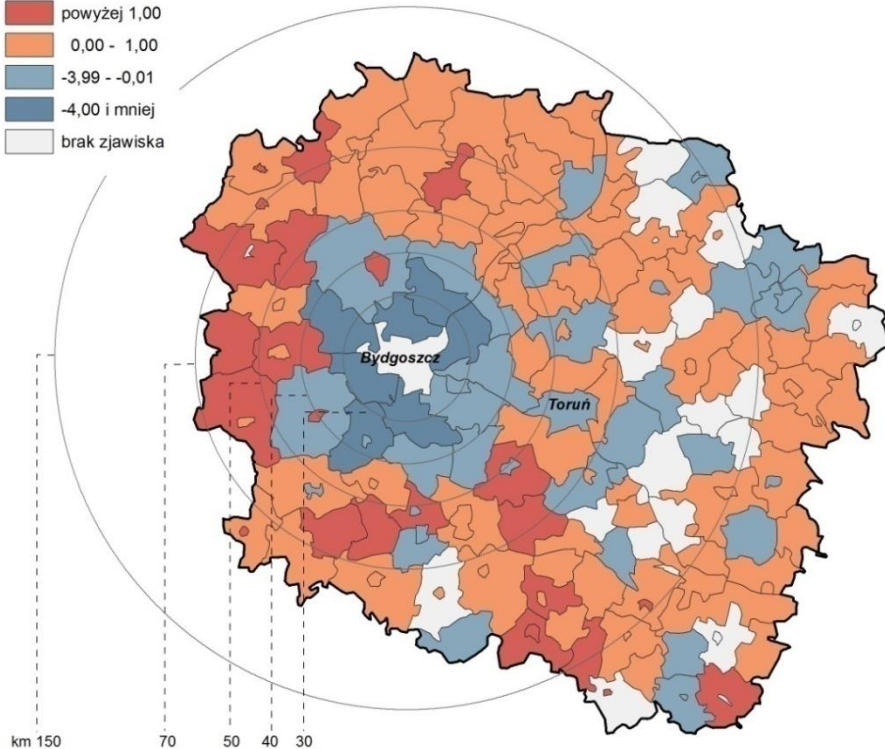 powyżej 1,00
0,00 - 1,00
-3,99 - -0,01
-4,00 i mniej
brak zjawiska
Bydgoszcz
Toruń
km 150
70
50
40
30